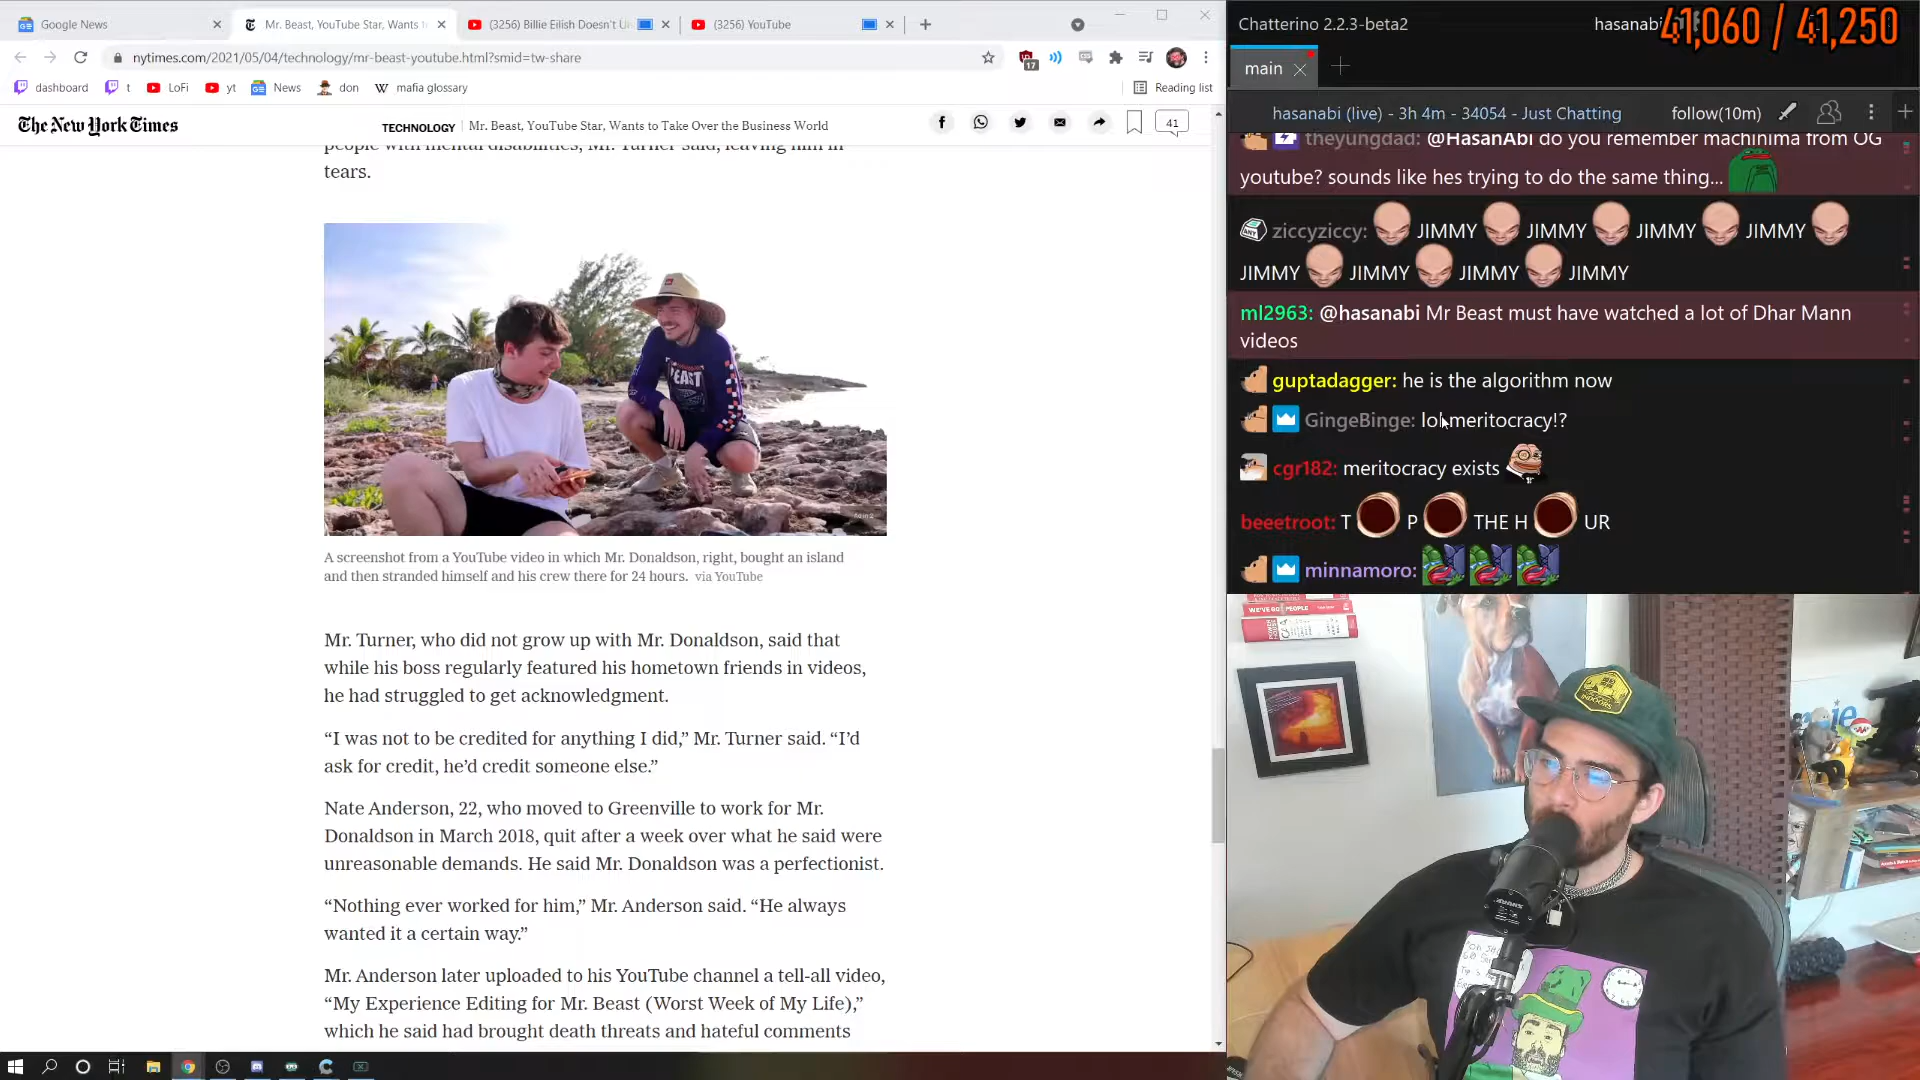 Google News
Mr. Beast, YouTube Star, Wants t
(3256) Billie Eilish Doesn't U
(3256) YouTube
nytimes.com/2021/05/04/technology/mr-beast-youtube.html?smid=tw-share
17
dashboard
t
LoFi
yt
News
don
mafia glossary
Reading list
The New York Times
TECHNOLOGY | Mr. Beast, YouTube Star, Wants to Take Over the Business World
41
people with mental disabilities, Mr. Turner said, leaving him in
tears.
A screenshot from a YouTube video in which Mr. Donaldson, right, bought an island
and then stranded himself and his crew there for 24 hours. via YouTube
Mr. Turner, who did not grow up with Mr. Donaldson, said that
while his boss regularly featured his hometown friends in videos,
he had struggled to get acknowledgment.
“I was not to be credited for anything I did,” Mr. Turner said. “I’d
ask for credit, he’d credit someone else.”
Nate Anderson, 22, who moved to Greenville to work for Mr.
Donaldson in March 2018, quit after a week over what he said were
unreasonable demands. He said Mr. Donaldson was a perfectionist.
“Nothing ever worked for him,” Mr. Anderson said. “He always
wanted it a certain way.”
Mr. Anderson later uploaded to his YouTube channel a tell-all video,
“My Experience Editing for Mr. Beast (Worst Week of My Life),”
which he said had brought death threats and hateful comments
Chatterino 2.2.3-beta2
hasanabi
41,060 / 41,250
main
hasanabi (live) - 3h 4m - 34054 - Just Chatting
follow(10m)
theyungdad: @HasanAbi do you remember machinima from OG
youtube? sounds like hes trying to do the same thing...
ziccyziccy: JIMMY JIMMY JIMMY JIMMY
JIMMY JIMMY JIMMY JIMMY
ml2963: @hasanabi Mr Beast must have watched a lot of Dhar Mann
videos
guptadagger: he is the algorithm now
GingeBinge: lol meritocracy!?
cgr182: meritocracy exists
beeetroot: T P THE H UR
minnamoro: